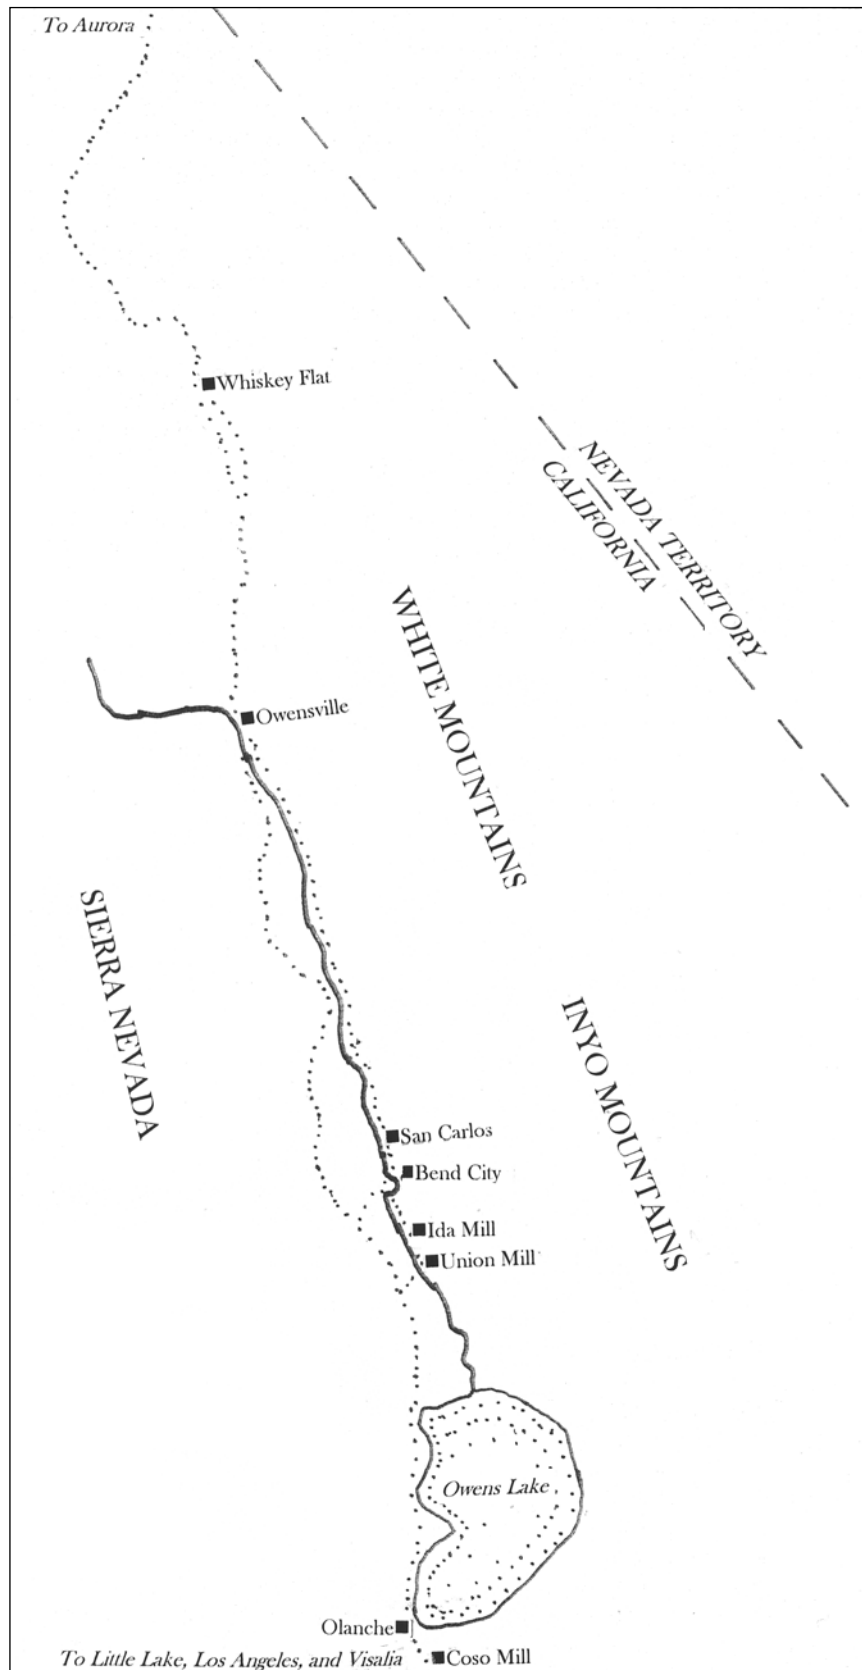 To Aurora
Whiskey Flat
NEVADA TERRITORY
CALIFORNIA
WHITE MOUNTAINS
Owensville
SIERRA NEVADA
INYO MOUNTAINS
San Carlos
Bend City
Ida Mill
Union Mill
Owens Lake
Olanche
To Little Lake, Los Angeles, and Visalia
Coso Mill